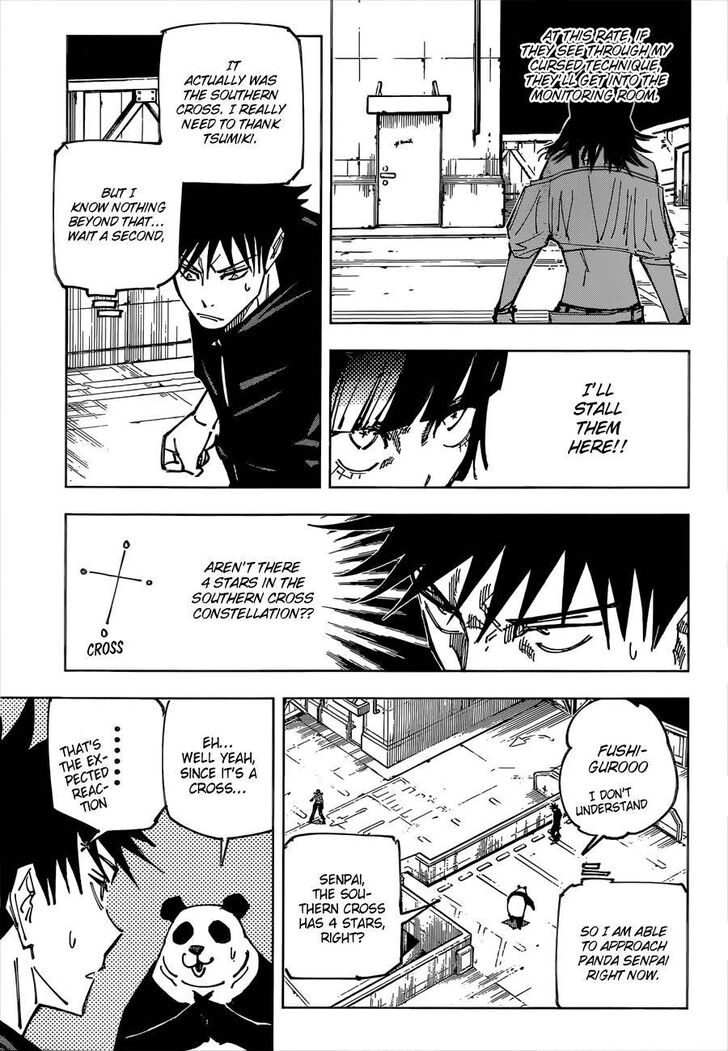 AT THIS RATE, IF
THEY SEE THROUGH MY
CURSED TECHNIQUE,
THEY'LL GET INTO THE
MONITORING ROOM.
IT
ACTUALLY WAS
THE SOUTHERN
CROSS. I REALLY
NEED TO THANK
TSUMIKI.
BUT I
KNOW NOTHING
BEYOND THAT...
WAIT A SECOND,
I'LL
STALL
THEM
HERE!!
AREN'T THERE
4 STARS IN THE
SOUTHERN CROSS
CONSTELLATION??
CROSS
FUSHI-
GUROOO
I DON'T
UNDERSTAND
SENPAI,
THE SOU-
THERN CROSS
HAS 4 STARS,
RIGHT?
SO I AM ABLE
TO APPROACH
PANDA SENPAI
RIGHT NOW.
EH...
WELL YEAH,
SINCE IT'S A
CROSS...
......
THAT'S
THE EX-
PECTED
REAC-
TION